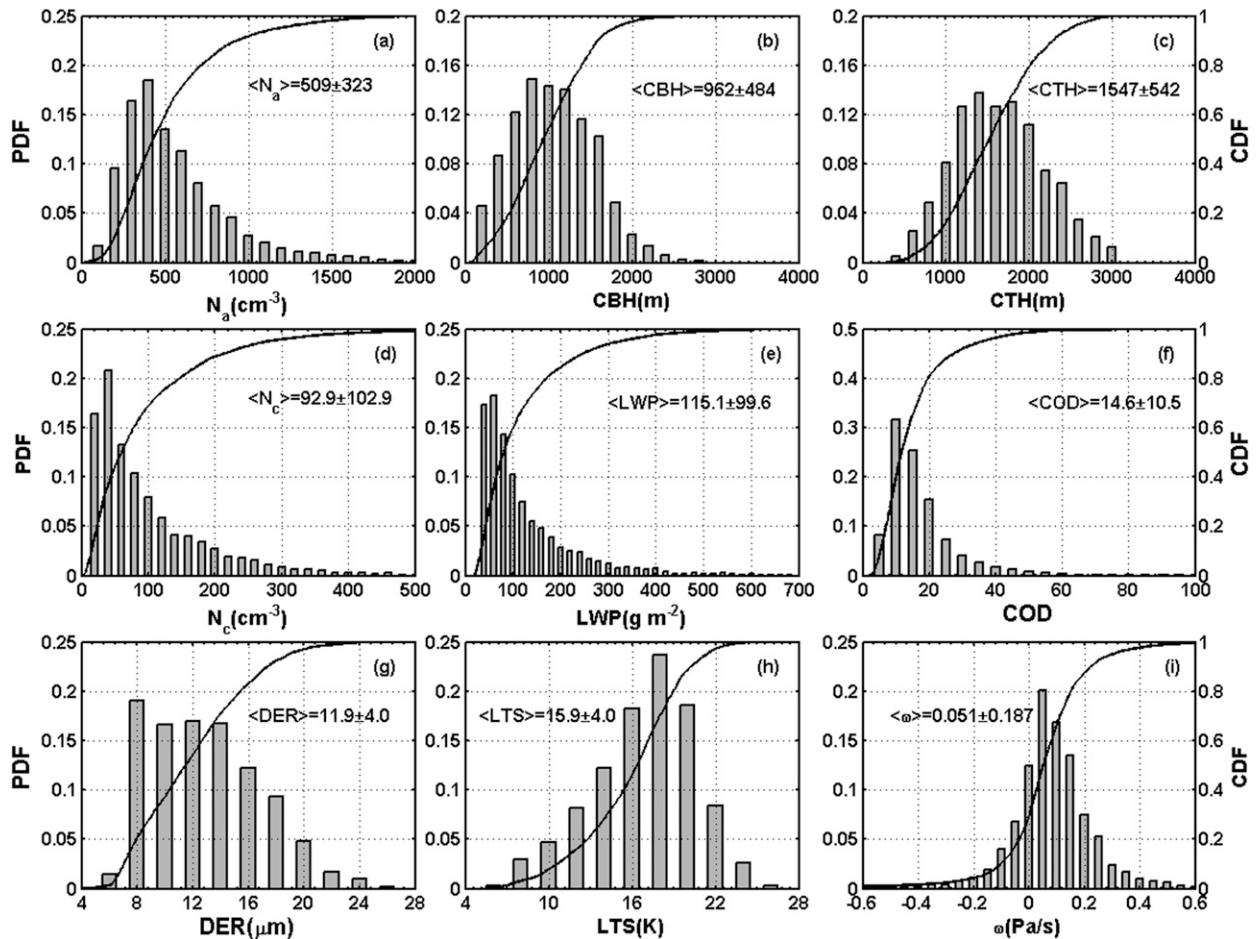 0.25 0.2 0.2 1
(a) (b) (c)
0.2 0.16 0.16 0.8
<Nₐ>=509±323 <CBH>=962±484 <CTH>=1547±542
0.15 0.12 0.12 0.6
PDF CDF
0.1 0.08 0.08 0.4
0.05 0.04 0.04 0.2
0 0 0 0
0 500 1000 1500 2000 0 1000 2000 3000 4000 0 1000 2000 3000 4000
Nₐ(cm⁻³) CBH(m) CTH(m)
0.25 0.25 0.5 1
(d) (e) (f)
0.2 0.2 0.4 0.8
<N꜀>=92.9±102.9 <LWP>=115.1±99.6 <COD>=14.6±10.5
0.15 0.15 0.3 0.6
PDF CDF
0.1 0.1 0.2 0.4
0.05 0.05 0.1 0.2
0 0 0 0
0 100 200 300 400 500 0 100 200 300 400 500 600 700 0 20 40 60 80 100
N꜀(cm⁻³) LWP(g m⁻²) COD
0.25 0.25 0.25 1
(g) (h) (i)
0.2 0.2 0.2 0.8
<DER>=11.9±4.0 <LTS>=15.9±4.0 <ω>=0.051±0.187
0.15 0.15 0.15 0.6
PDF CDF
0.1 0.1 0.1 0.4
0.05 0.05 0.05 0.2
0 0 0 0
4 8 12 16 20 24 28 4 10 16 22 28 -0.6 -0.4 -0.2 0 0.2 0.4 0.6
DER(μm) LTS(K) ω(Pa/s)